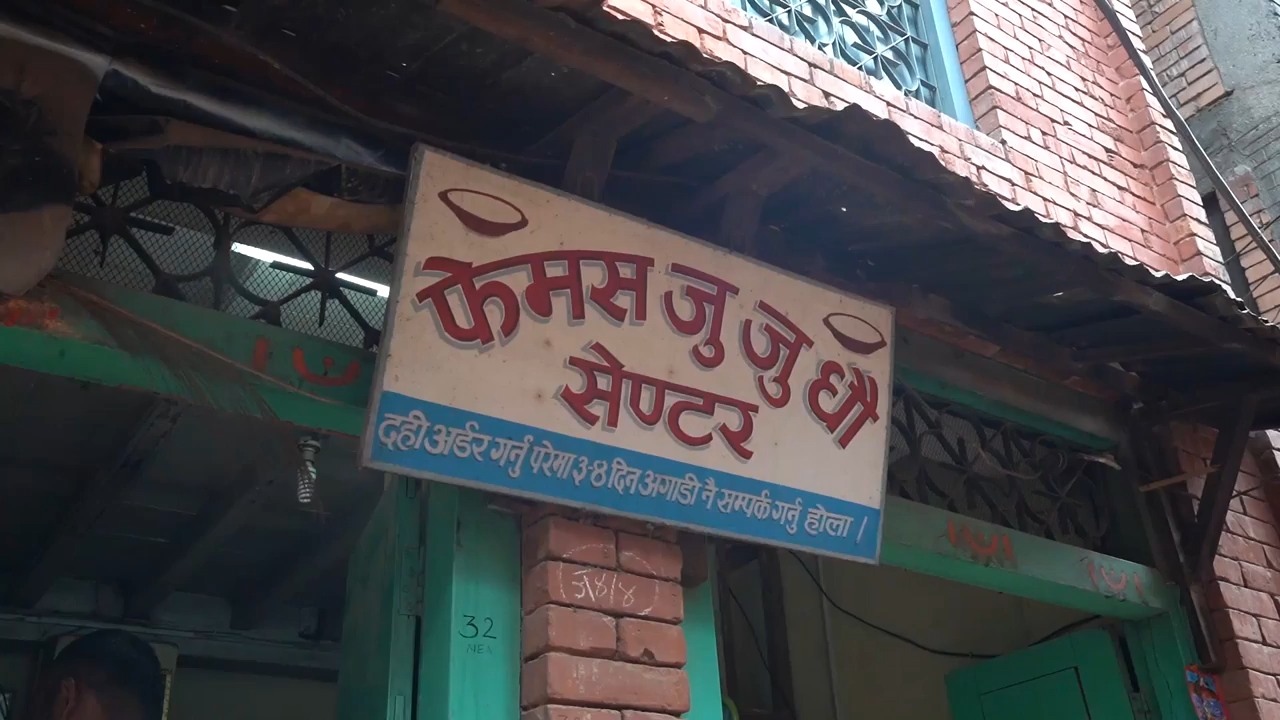 फेमस जु जु धौ
सेण्टर
दही अर्डर गर्नु परेमा ३-४ दिन अगाडी नै सम्पर्क गर्नु होला ।
32